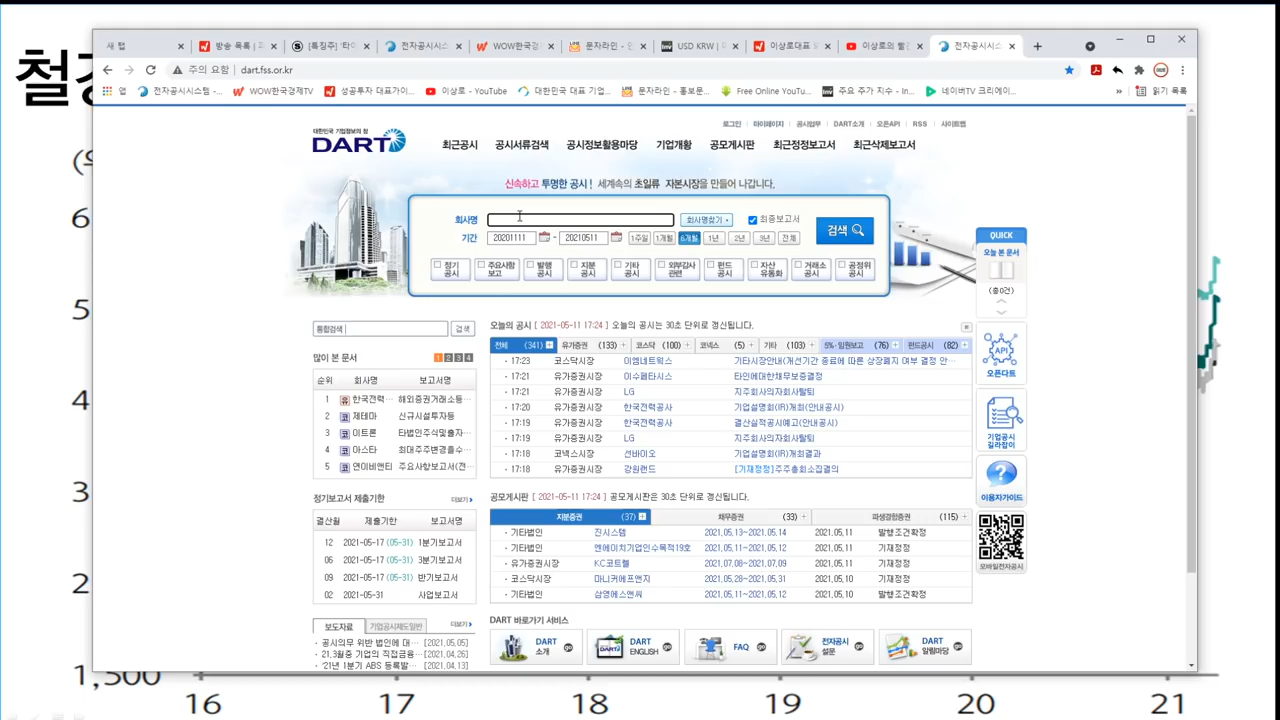 철강
새 탭
방송 목록 | 파
[특징주] '타이
전자공시시스
WOW한국경
문자라인 - 인
USD KRW | 미
이상로대표 외
이상로의 빨간
전자공시시스
주의 요함
dart.fss.or.kr
앱
전자공시시스템 -...
WOW한국경제TV
성공투자 대표가이...
이상로 - YouTube
대한민국 대표 기업...
문자라인 - 홍보문...
Free Online YouTu...
주요 주가 지수 - In...
네이버TV 크리에이...
»
읽기 목록
로그인
마이페이지
공시업무
DART소개
오픈API
RSS
사이트맵
대한민국 기업정보의 창
DART
최근공시
공시서류검색
공시정보활용마당
기업개황
공모게시판
최근정정보고서
최근삭제보고서
신속하고 투명한 공시! 세계속의 초일류 자본시장을 만들어 나갑니다.
회사명
회사명찾기
최종보고서
검색
기간
20201111 - 20210511
1주일
1개월
6개월
1년
2년
3년
전체
정기공시
주요사항보고
발행공시
지분공시
기타공시
외부감사관련
펀드공시
자산유동화
거래소공시
공정위공시
QUICK
오늘 본 문서
(총0건)
오픈다트
기업공시
길라잡이
이용자가이드
모바일전자공시
통합검색
검색
많이 본 문서
1 2 3 4
순위 회사명 보고서명
1 유 한국전력… 해외증권거래소등…
2 코 제테마 신규시설투자등
3 코 이트론 타법인주식및출자…
4 코 아스타 최대주주변경을수…
5 코 연이비앤티 주요사항보고서(전…
오늘의 공시 [ 2021-05-11 17:24 ] 오늘의 공시는 30초 단위로 갱신됩니다.
전체 (341)
유가증권 (133)
코스닥 (100)
코넥스 (5)
기타 (103)
5%·임원보고 (76)
펀드공시 (82)
17:23 코스닥시장 이엠네트웍스 기타시장안내(개선기간 종료에 따른 상장폐지 여부 결정 안…
17:21 유가증권시장 이수페타시스 타인에대한채무보증결정
17:21 유가증권시장 LG 지주회사의자회사탈퇴
17:20 유가증권시장 한국전력공사 기업설명회(IR)개최(안내공시)
17:19 유가증권시장 한국전력공사 결산실적공시예고(안내공시)
17:19 유가증권시장 LG 지주회사의자회사탈퇴
17:18 코넥스시장 선바이오 기업설명회(IR)개최결과
17:18 유가증권시장 강원랜드 [기재정정]주주총회소집결의
정기보고서 제출기한
더보기
결산월 제출기한 보고서명
12 2021-05-17 (05-31) 1분기보고서
06 2021-05-17 (05-31) 3분기보고서
09 2021-05-17 (05-31) 반기보고서
02 2021-05-31 사업보고서
공모게시판 [ 2021-05-11 17:24 ] 공모게시판은 30초 단위로 갱신됩니다.
지분증권 (37)
채무증권 (33)
파생결합증권 (115)
기타법인 진시스템 2021.05.13~2021.05.14 2021.05.11 발행조건확정
기타법인 엔에이치기업인수목적19호 2021.05.11~2021.05.12 2021.05.11 기재정정
유가증권시장 KC코트렐 2021.07.08~2021.07.09 2021.05.11 기재정정
코스닥시장 마니커에프앤지 2021.05.28~2021.05.31 2021.05.10 기재정정
기타법인 삼영에스앤씨 2021.05.11~2021.05.12 2021.05.10 발행조건확정
보도자료
기업공시제도일반
더보기
공시의무 위반 법인에 대… [2021.05.05]
21.3월중 기업의 직접금융… [2021.04.26]
'21년 1분기 ABS 등록발… [2021.04.13]
DART 바로가기 서비스
DART
소개
DART
ENGLISH
FAQ
전자공시
설문
DART
알림마당
6
5
4
3
2
1,500
16 17 18 19 20 21